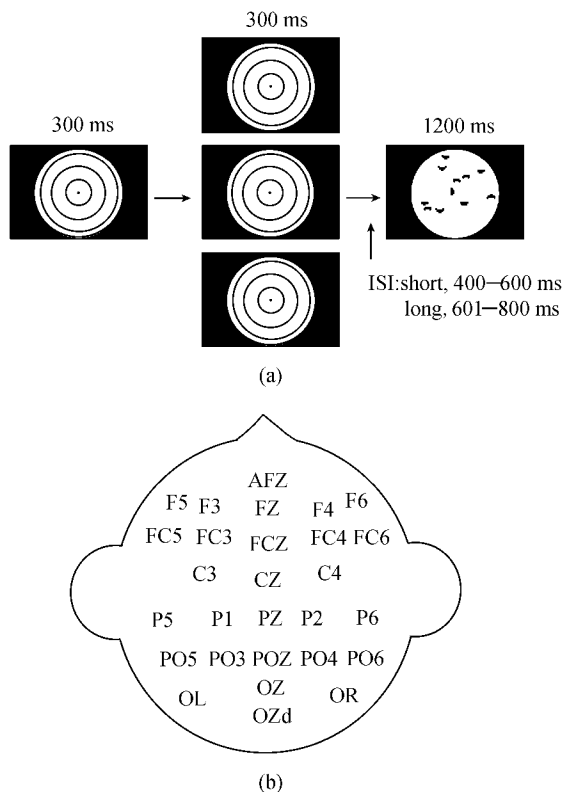 300 ms
300 ms
1200 ms
ISI:short, 400—600 ms
long, 601—800 ms
(a)
AFZ
F5 F3 FZ F4 F6
FC5 FC3 FCZ FC4 FC6
C3 CZ C4
P5 P1 PZ P2 P6
PO5 PO3 POZ PO4 PO6
OL OZ OR
OZd
(b)